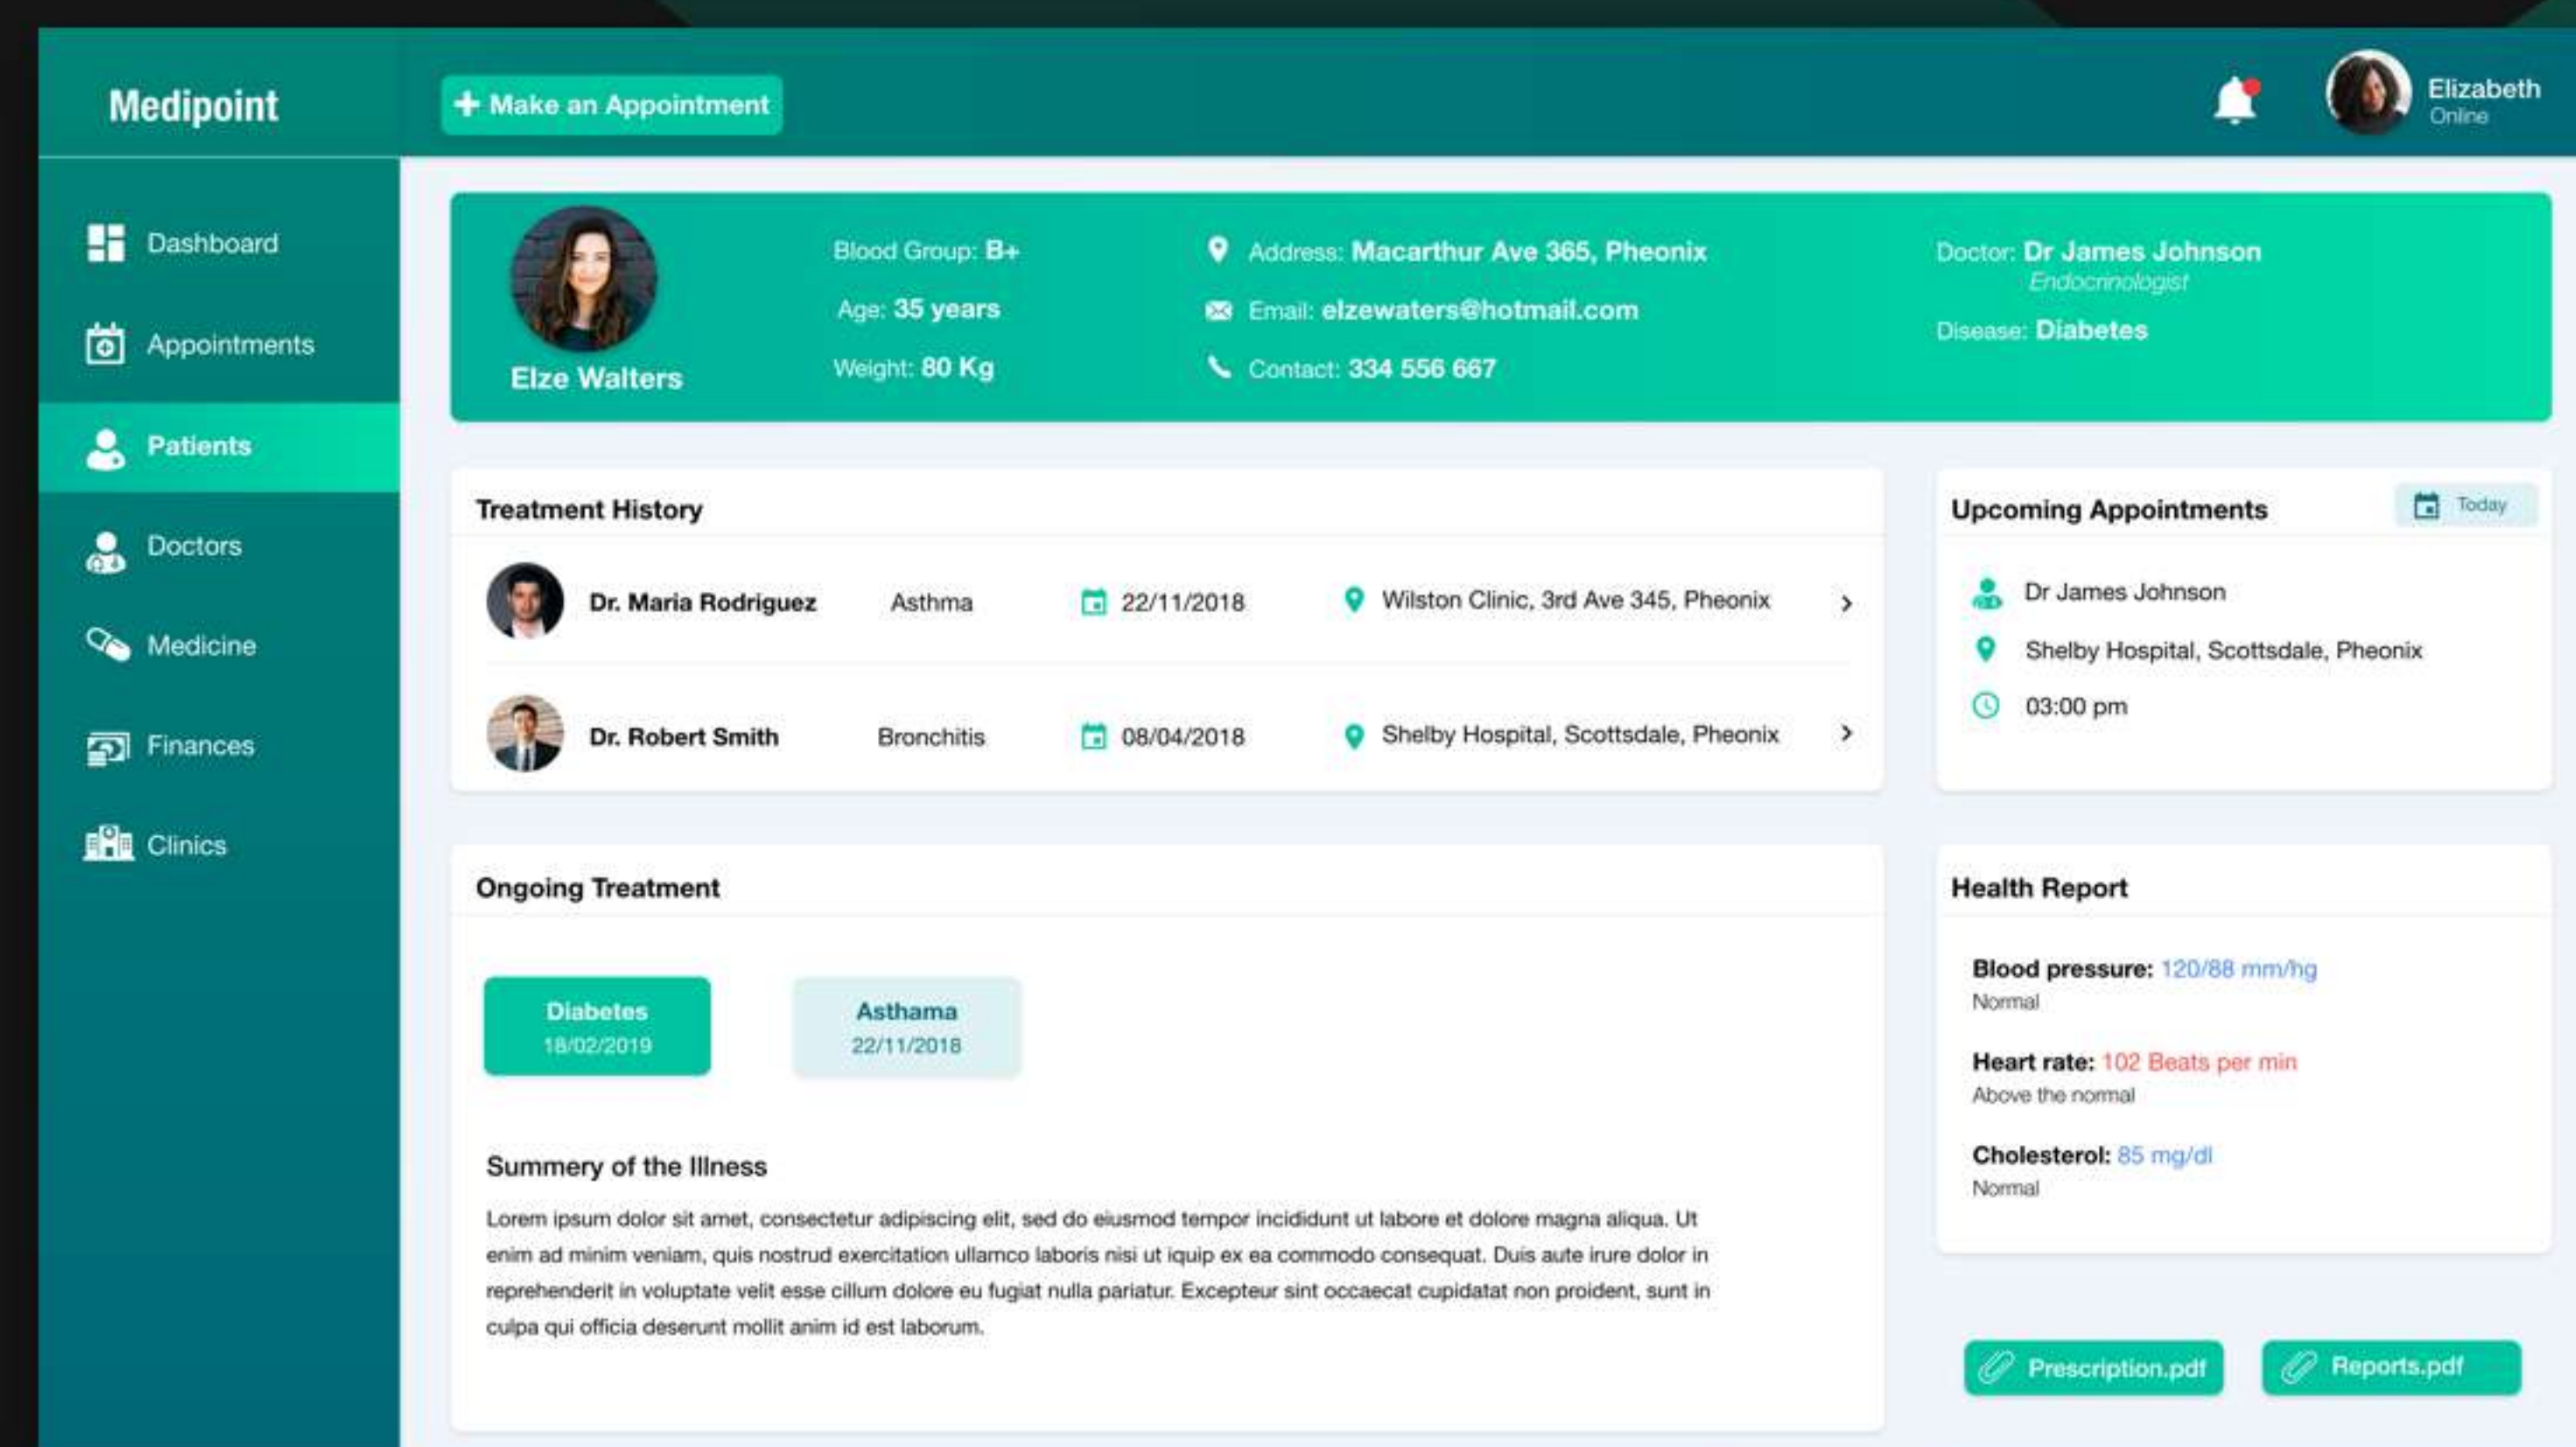 Medipoint
+ Make an Appointment
Elizabeth
Online
Dashboard
Appointments
Patients
Doctors
Medicine
Finances
Clinics
Elze Walters
Blood Group: B+
Age: 35 years
Weight: 80 Kg
Address: Macarthur Ave 365, Pheonix
Email: elzewaters@hotmail.com
Contact: 334 556 667
Doctor: Dr James Johnson
Endocrinologist
Disease: Diabetes
Treatment History
Dr. Maria Rodriguez Asthma 22/11/2018 Wilston Clinic, 3rd Ave 345, Pheonix >
Dr. Robert Smith Bronchitis 08/04/2018 Shelby Hospital, Scottsdale, Pheonix >
Upcoming Appointments Today
Dr James Johnson
Shelby Hospital, Scottsdale, Pheonix
03:00 pm
Ongoing Treatment
Diabetes
18/02/2019
Asthama
22/11/2018
Summery of the Illness
Lorem ipsum dolor sit amet, consectetur adipiscing elit, sed do eiusmod tempor incididunt ut labore et dolore magna aliqua. Ut
enim ad minim veniam, quis nostrud exercitation ullamco laboris nisi ut iquip ex ea commodo consequat. Duis aute irure dolor in
reprehenderit in voluptate velit esse cillum dolore eu fugiat nulla pariatur. Excepteur sint occaecat cupidatat non proident, sunt in
culpa qui officia deserunt mollit anim id est laborum.
Health Report
Blood pressure: 120/88 mm/hg
Normal
Heart rate: 102 Beats per min
Above the normal
Cholesterol: 85 mg/dl
Normal
Prescription.pdf
Reports.pdf